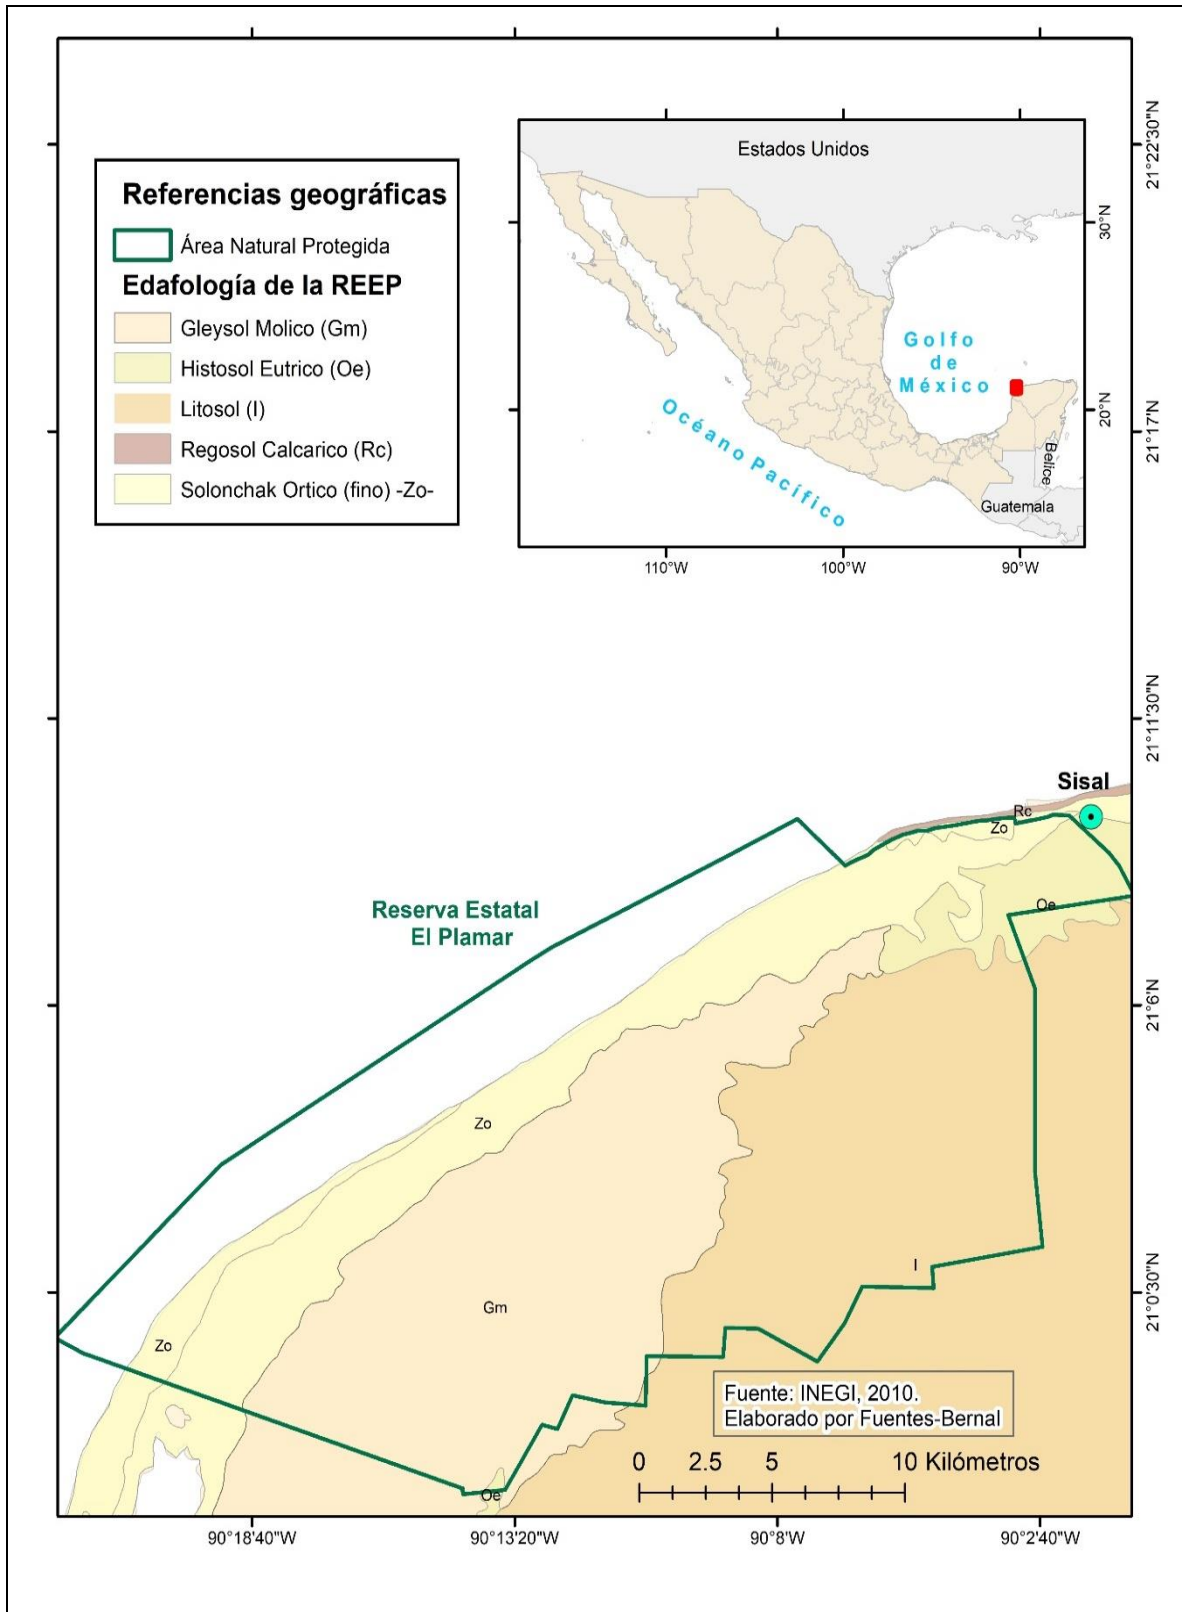 Referencias geográficas
Área Natural Protegida
Edafología de la REEP
Gleysol Molico (Gm)
Histosol Eutrico (Oe)
Litosol (I)
Regosol Calcarico (Rc)
Solonchak Ortico (fino) -Zo-
Estados Unidos
Golfo
de
México
Océano Pacífico
Belice
Guatemala
30°N
20°N
110°W
100°W
90°W
21°22'30"N
21°17'N
21°11'30"N
21°6'N
21°0'30"N
Sisal
Rc
Zo
Oe
Reserva Estatal
El Plamar
Zo
I
Gm
Zo
Oe
Fuente: INEGI, 2010.
Elaborado por Fuentes-Bernal
0 2.5 5 10 Kilómetros
90°18'40"W
90°13'20"W
90°8'W
90°2'40"W